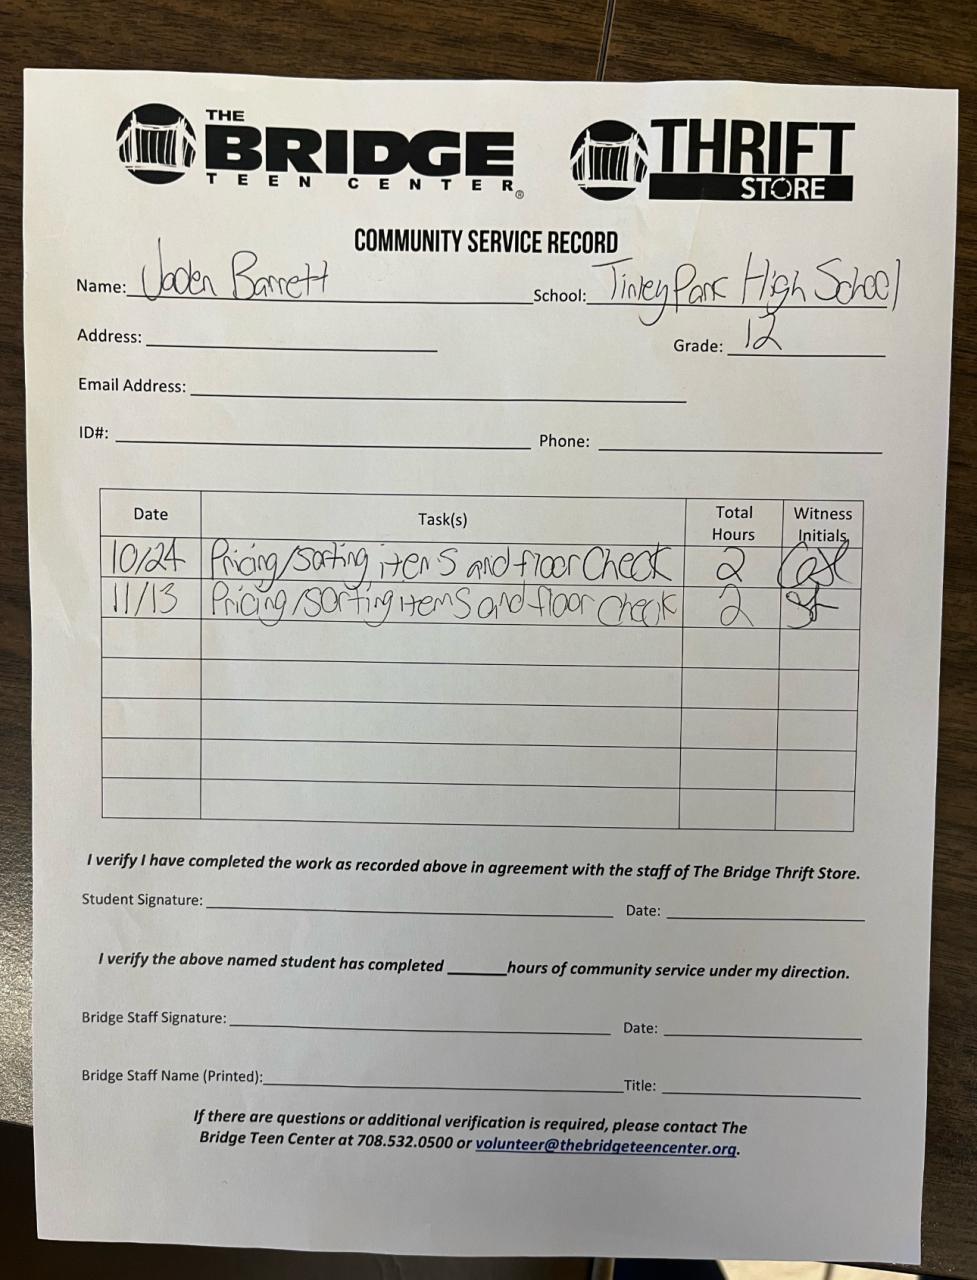 THE BRIDGE TEEN CENTER® THRIFT STORE
COMMUNITY SERVICE RECORD
Name: Jaden Barrett School: Tinley Park High School
Address: Grade: 12
Email Address:
ID#: Phone:
Date Task(s) Total Hours Witness Initials
10/24 Pricing/sorting items and floor check 2
11/13 Pricing/sorting items and floor check 2
I verify I have completed the work as recorded above in agreement with the staff of The Bridge Thrift Store.
Student Signature: Date:
I verify the above named student has completed ______ hours of community service under my direction.
Bridge Staff Signature: Date:
Bridge Staff Name (Printed): Title:
If there are questions or additional verification is required, please contact The
Bridge Teen Center at 708.532.0500 or volunteer@thebridgeteencenter.org.